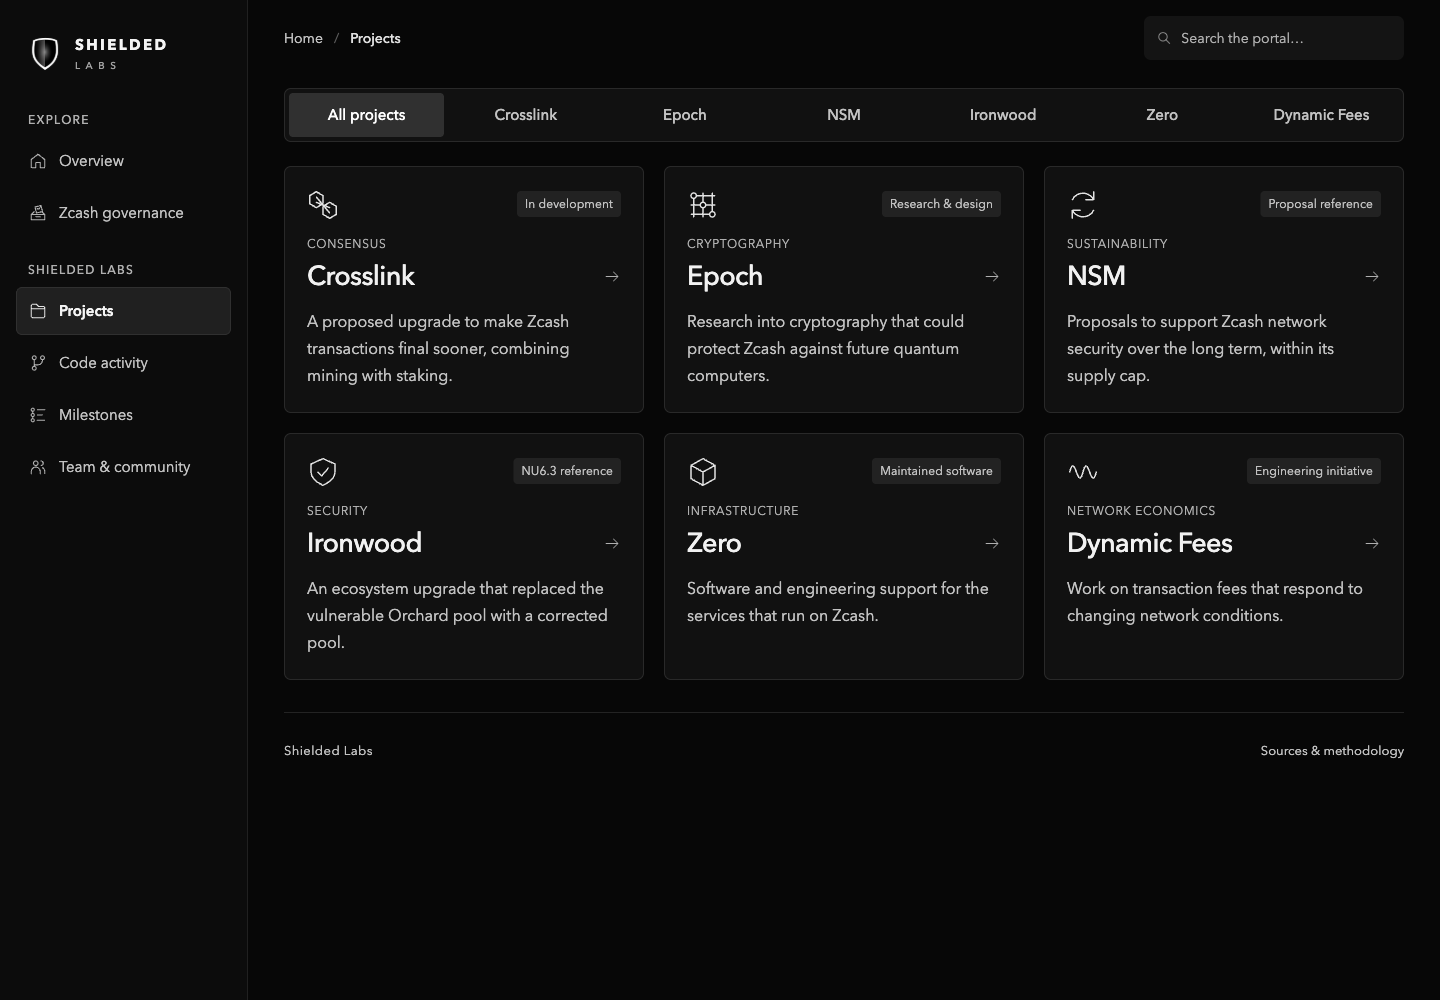 SHIELDED
LABS
EXPLORE
Overview
Zcash governance
SHIELDED LABS
Projects
Code activity
Milestones
Team & community
Home / Projects
Search the portal...
All projects
Crosslink
Epoch
NSM
Ironwood
Zero
Dynamic Fees
In development
CONSENSUS
Crosslink
A proposed upgrade to make Zcash
transactions final sooner, combining
mining with staking.
Research & design
CRYPTOGRAPHY
Epoch
Research into cryptography that could
protect Zcash against future quantum
computers.
Proposal reference
SUSTAINABILITY
NSM
Proposals to support Zcash network
security over the long term, within its
supply cap.
NU6.3 reference
SECURITY
Ironwood
An ecosystem upgrade that replaced the
vulnerable Orchard pool with a corrected
pool.
Maintained software
INFRASTRUCTURE
Zero
Software and engineering support for the
services that run on Zcash.
Engineering initiative
NETWORK ECONOMICS
Dynamic Fees
Work on transaction fees that respond to
changing network conditions.
Shielded Labs
Sources & methodology